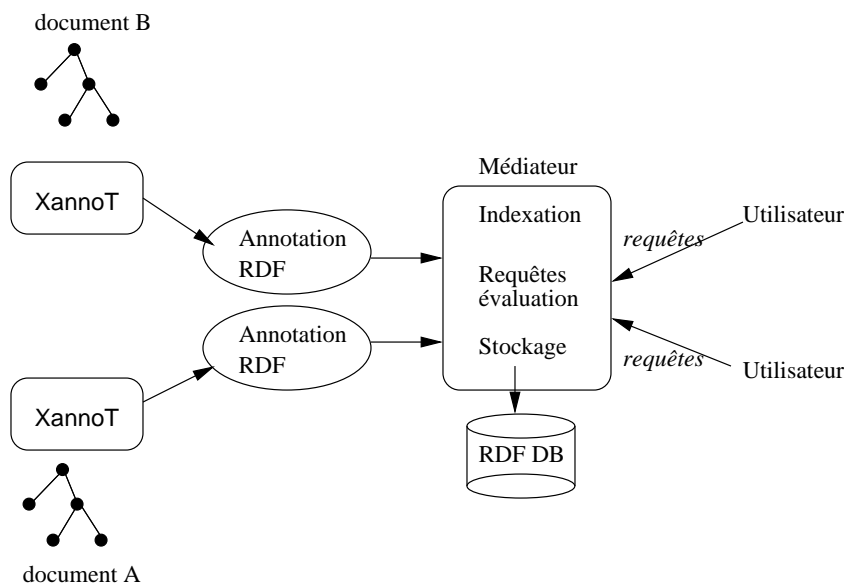 document B
XannoT
Annotation
RDF
Médiateur
Indexation
Requêtes
évaluation
Stockage
requêtes
Utilisateur
Annotation
RDF
requêtes
Utilisateur
XannoT
RDF DB
document A